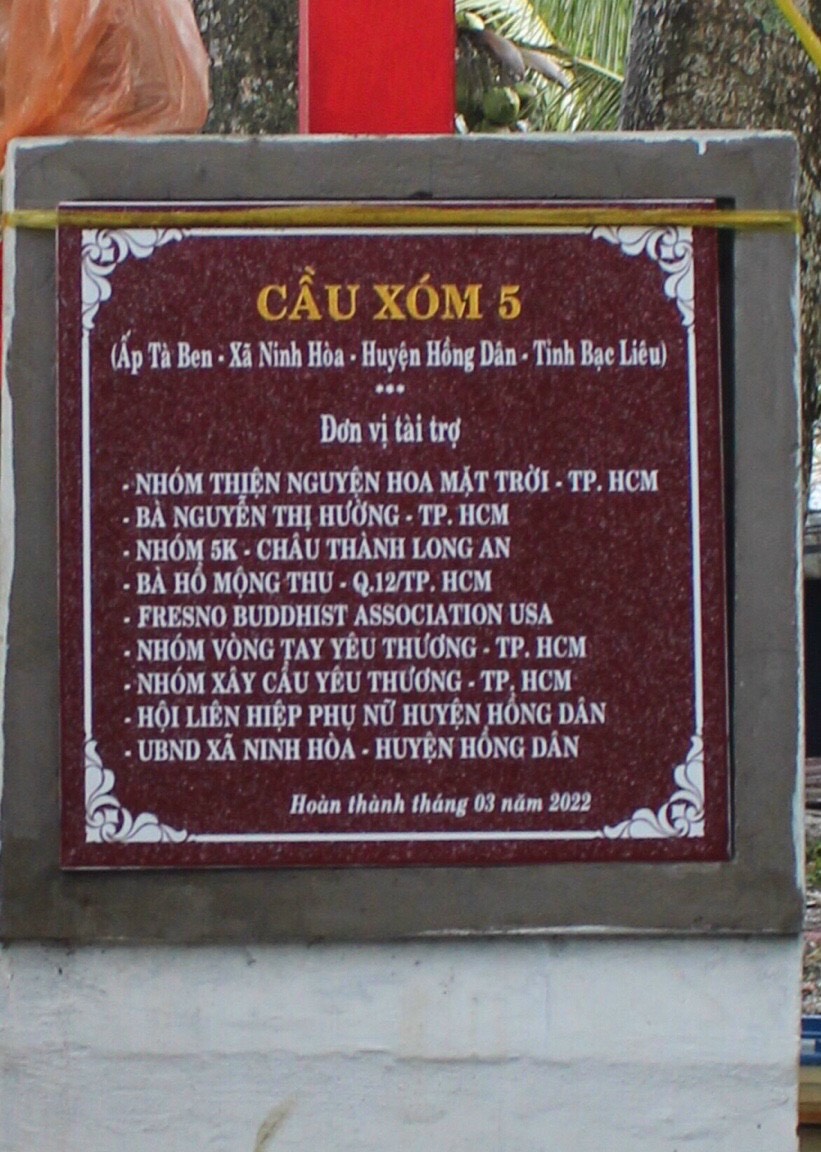 CẦU XÓM 5
(Ấp Tà Ben - Xã Ninh Hòa - Huyện Hồng Dân - Tỉnh Bạc Liêu)
***
Đơn vị tài trợ
- NHÓM THIỆN NGUYỆN HOA MẶT TRỜI - TP. HCM
- BÀ NGUYỄN THỊ HƯỜNG - TP. HCM
- NHÓM 5K - CHÂU THÀNH LONG AN
- BÀ HỒ MỘNG THU - Q.12/TP. HCM
- FRESNO BUDDHIST ASSOCIATION USA
- NHÓM VÒNG TAY YÊU THƯƠNG - TP. HCM
- NHÓM XÂY CẦU YÊU THƯƠNG - TP. HCM
- HỘI LIÊN HIỆP PHỤ NỮ HUYỆN HỒNG DÂN
- UBND XÃ NINH HÒA - HUYỆN HỒNG DÂN
Hoàn thành tháng 03 năm 2022